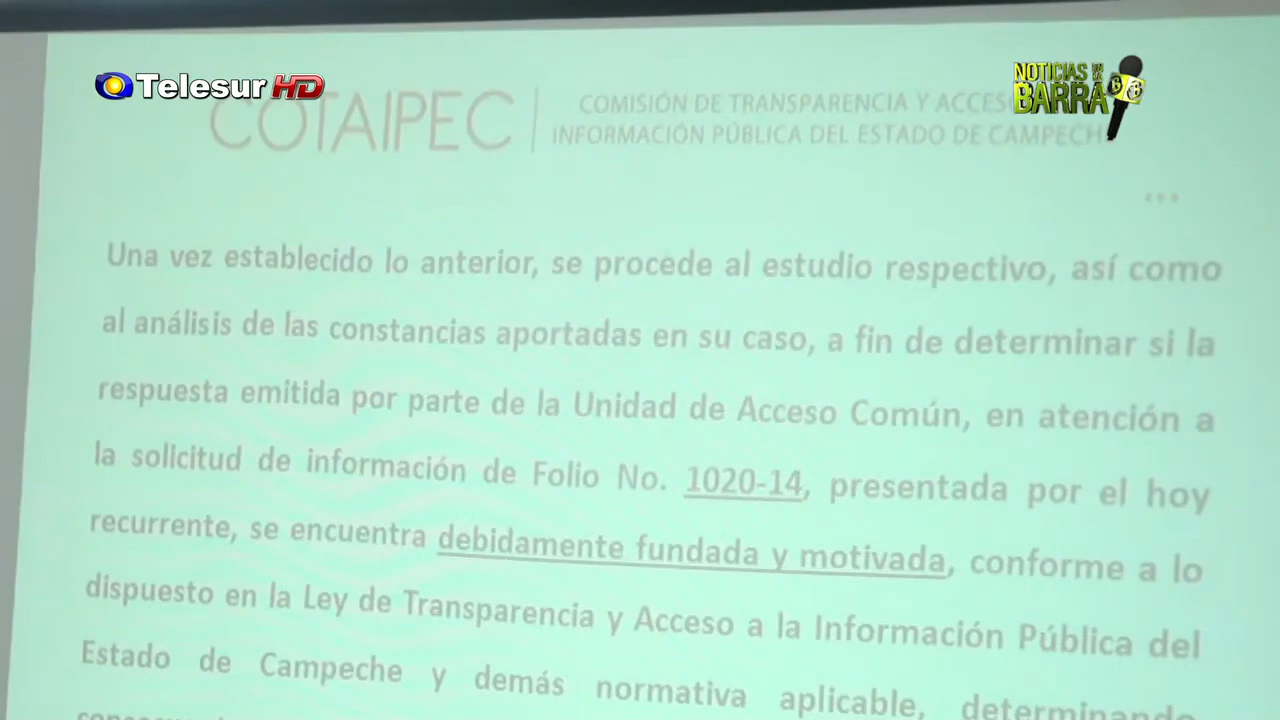 Telesur HD
NOTICIAS EN LA
BARRA
COTAIPEC
COMISIÓN DE TRANSPARENCIA Y ACCESO
INFORMACIÓN PÚBLICA DEL ESTADO DE CAMPECH
...
Una vez establecido lo anterior, se procede al estudio respectivo, así como
al análisis de las constancias aportadas en su caso, a fin de determinar si la
respuesta emitida por parte de la Unidad de Acceso Común, en atención a
la solicitud de información de Folio No. 1020-14, presentada por el hoy
recurrente, se encuentra debidamente fundada y motivada, conforme a lo
dispuesto en la Ley de Transparencia y Acceso a la Información Pública del
Estado de Campeche y demás normativa aplicable, determinando